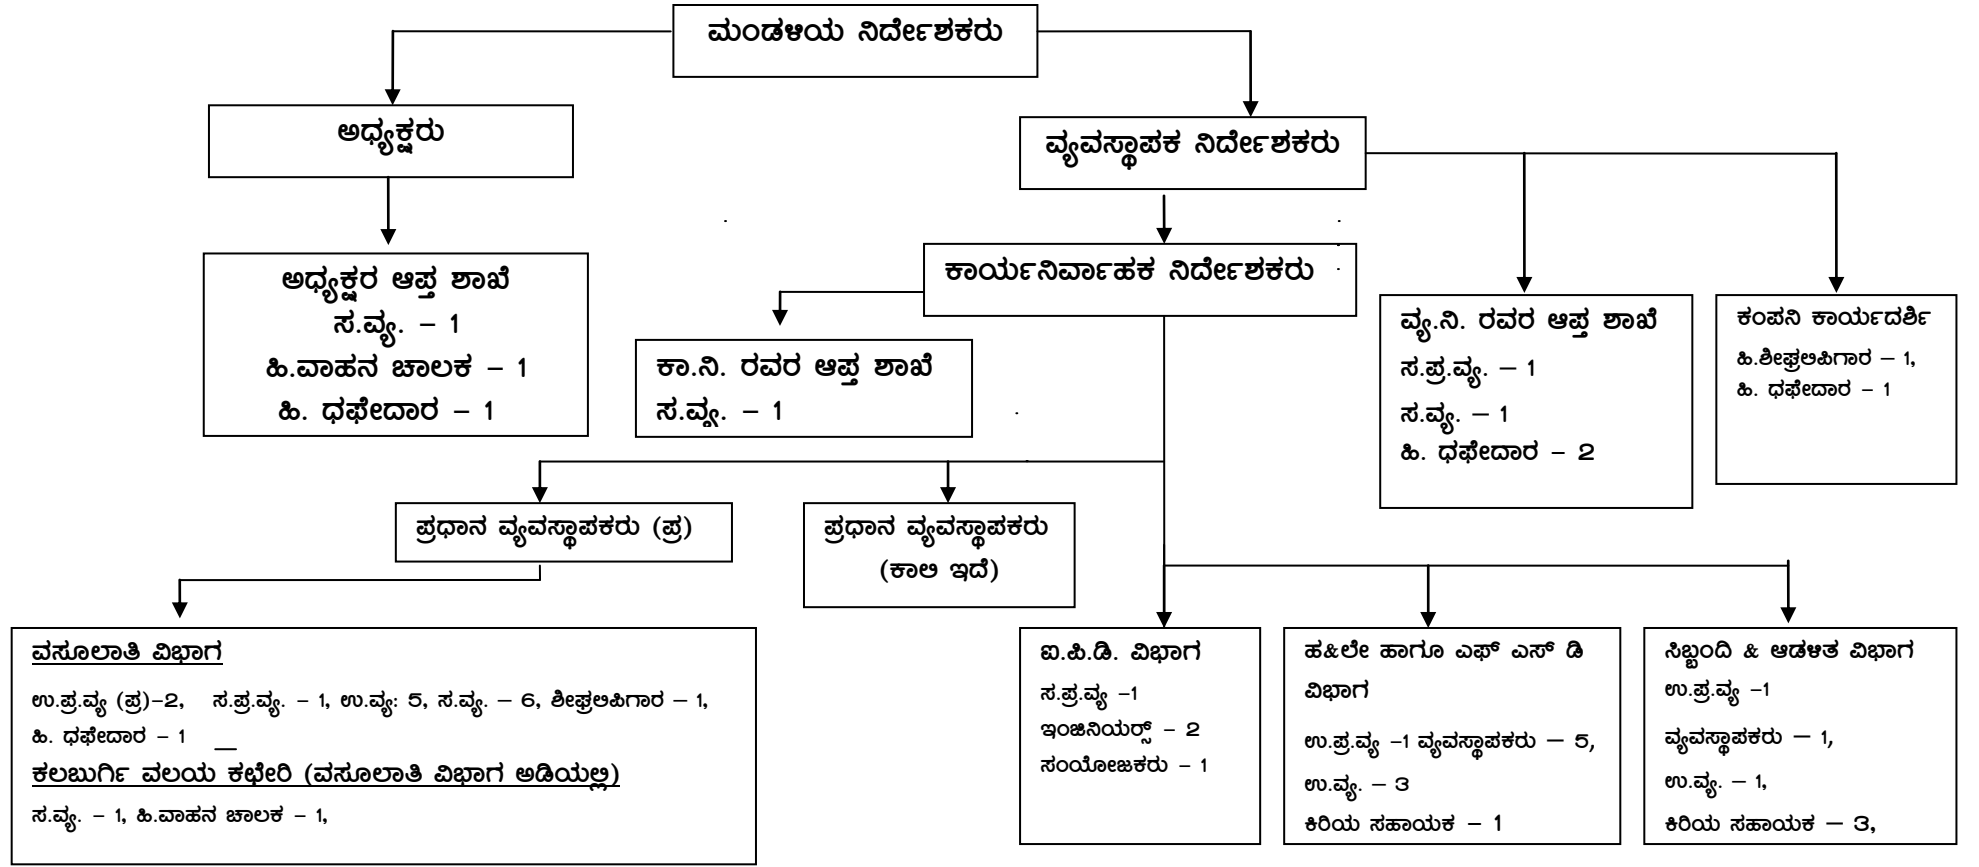 ಮಂಡಳಿಯ ನಿರ್ದೇಶಕರು
ಅಧ್ಯಕ್ಷರು
ವ್ಯವಸ್ಥಾಪಕ ನಿರ್ದೇಶಕರು
ಅಧ್ಯಕ್ಷರ ಆಪ್ತ ಶಾಖೆ
ಸ.ವ್ಯ. – 1
ಹಿ.ವಾಹನ ಚಾಲಕ – 1
ಹಿ. ಧಫೇದಾರ – 1
ಕಾರ್ಯನಿರ್ವಾಹಕ ನಿರ್ದೇಶಕರು
ಕಾ.ನಿ. ರವರ ಆಪ್ತ ಶಾಖೆ
ಸ.ವ್ಯ. – 1
ವ್ಯ.ನಿ. ರವರ ಆಪ್ತ ಶಾಖೆ
ಸ.ಪ್ರ.ವ್ಯ. – 1
ಸ.ವ್ಯ. – 1
ಹಿ. ಧಫೇದಾರ – 2
ಕಂಪನಿ ಕಾರ್ಯದರ್ಶಿ
ಹಿ.ಶೀಘ್ರಲಿಪಿಗಾರ – 1,
ಹಿ. ಧಫೇದಾರ – 1
ಪ್ರಧಾನ ವ್ಯವಸ್ಥಾಪಕರು (ಪ್ರ)
ಪ್ರಧಾನ ವ್ಯವಸ್ಥಾಪಕರು
(ಕಾಲಿ ಇದೆ)
ವಸೂಲಾತಿ ವಿಭಾಗ
ಉ.ಪ್ರ.ವ್ಯ (ಪ್ರ)–2, ಸ.ಪ್ರ.ವ್ಯ. – 1, ಉ.ವ್ಯ: 5, ಸ.ವ್ಯ. – 6, ಶೀಘ್ರಲಿಪಿಗಾರ – 1,
ಹಿ. ಧಫೇದಾರ – 1
ಕಲಬುರ್ಗಿ ವಲಯ ಕಛೇರಿ (ವಸೂಲಾತಿ ವಿಭಾಗ ಅಡಿಯಲ್ಲಿ)
ಸ.ವ್ಯ. – 1, ಹಿ.ವಾಹನ ಚಾಲಕ – 1,
ಐ.ಪಿ.ಡಿ. ವಿಭಾಗ
ಸ.ಪ್ರ.ವ್ಯ –1
ಇಂಜಿನಿಯರ್ಸ್ – 2
ಸಂಯೋಜಕರು – 1
ಹ&ಲೇ ಹಾಗೂ ಎಫ್ ಎಸ್ ಡಿ
ವಿಭಾಗ
ಉ.ಪ್ರ.ವ್ಯ –1 ವ್ಯವಸ್ಥಾಪಕರು – 5,
ಉ.ವ್ಯ. – 3
ಕಿರಿಯ ಸಹಾಯಕ – 1
ಸಿಬ್ಬಂದಿ & ಆಡಳಿತ ವಿಭಾಗ
ಉ.ಪ್ರ.ವ್ಯ –1
ವ್ಯವಸ್ಥಾಪಕರು – 1,
ಉ.ವ್ಯ. – 1,
ಕಿರಿಯ ಸಹಾಯಕ – 3,